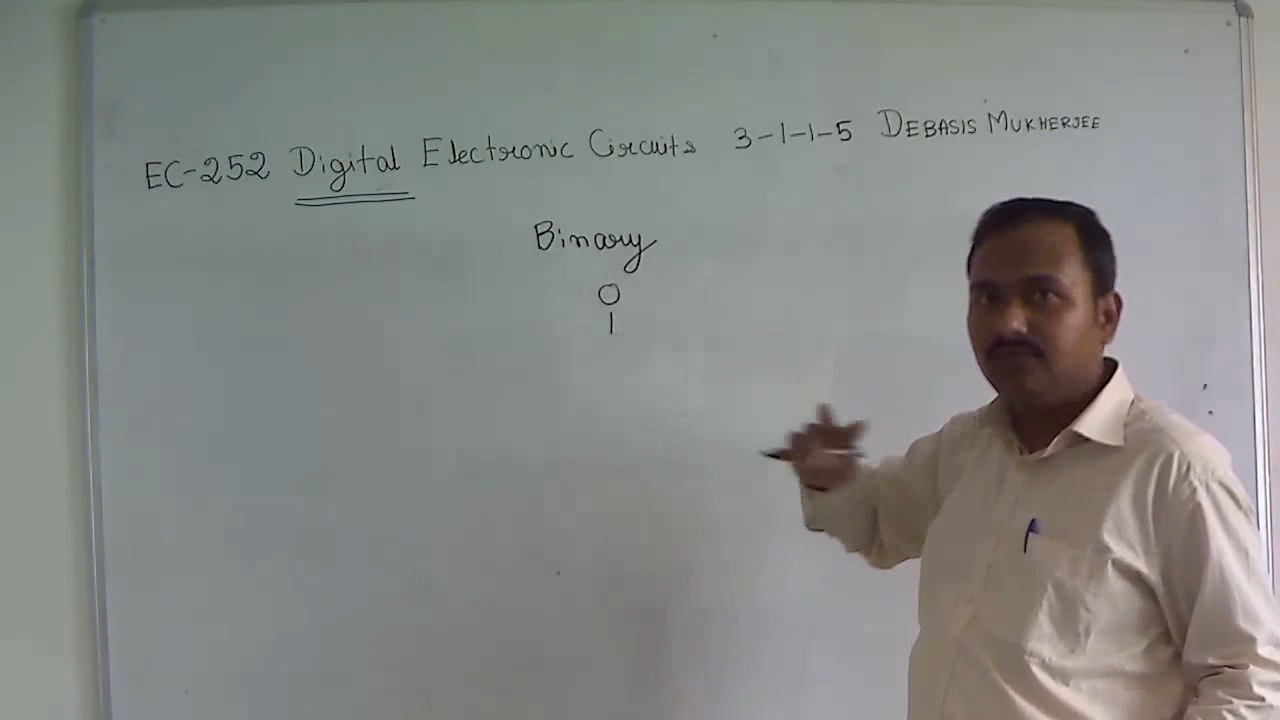 EC-252 Digital Electronic Circuits 3-1-1-5 DEBASIS MUKHERJEE
Binary
0
1